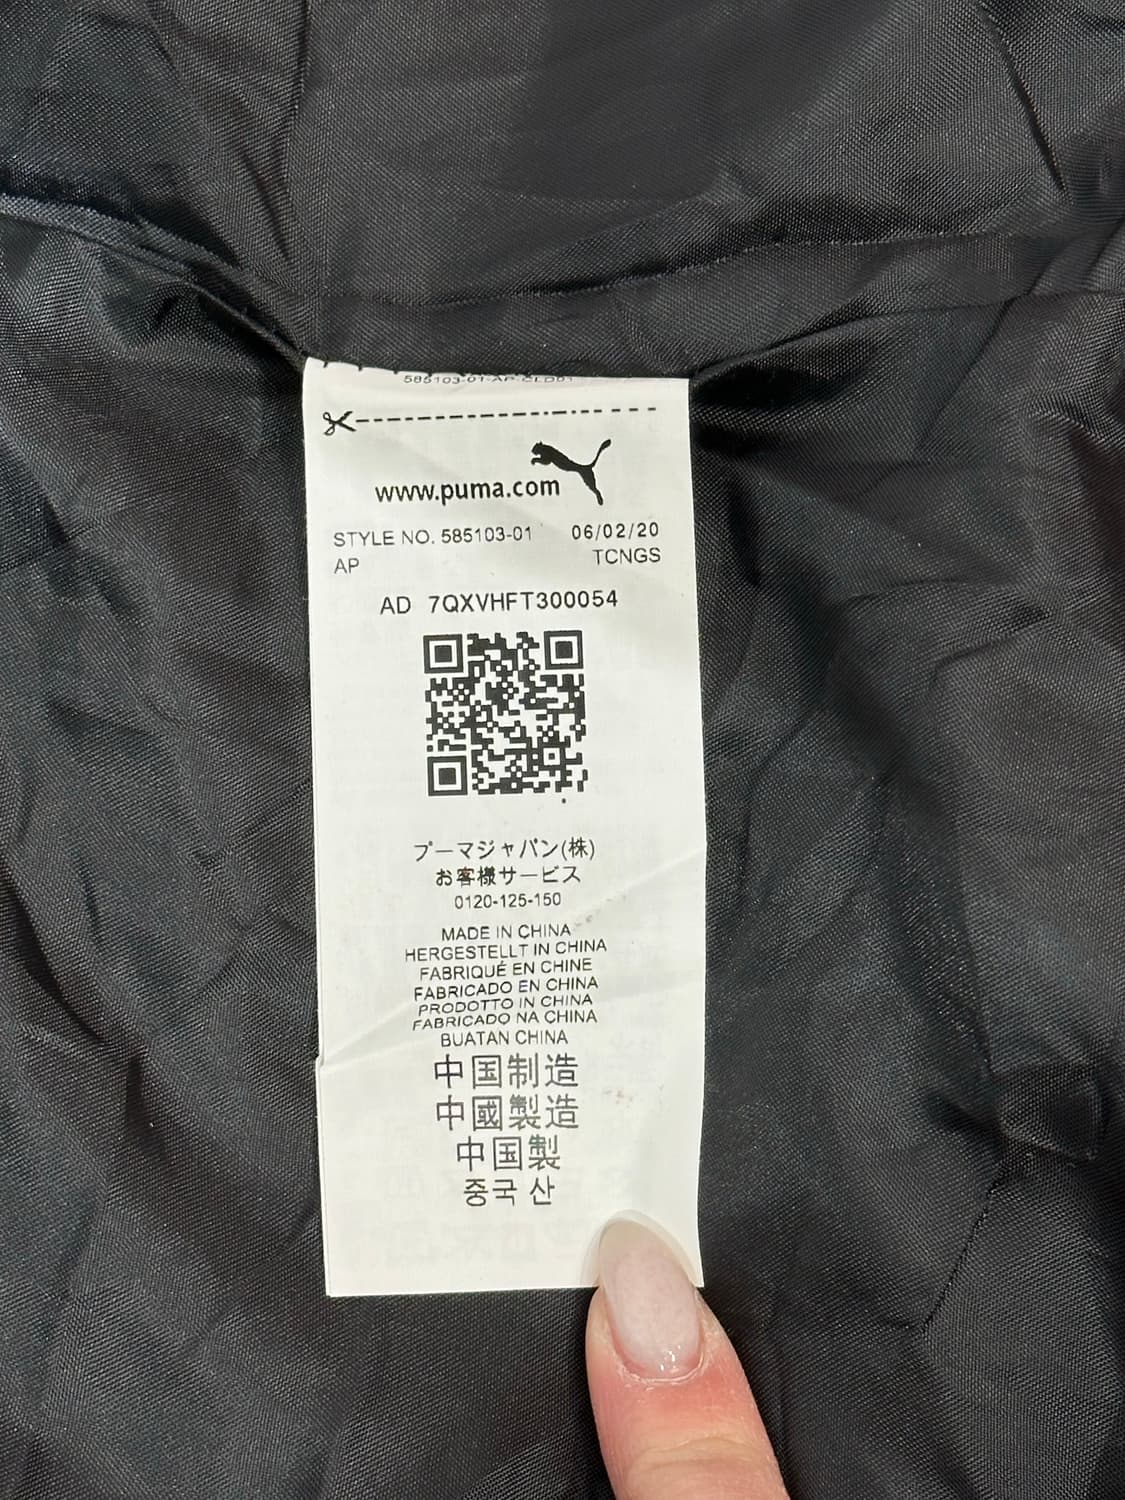 585103-01-AP-CLD01
www.puma.com
STYLE NO. 585103-01 06/02/20
AP TCNGS
AD 7QXVHFT300054
プーマジャパン(株)
お客様サービス
0120-125-150
MADE IN CHINA
HERGESTELLT IN CHINA
FABRIQUÉ EN CHINE
FABRICADO EN CHINA
PRODOTTO IN CHINA
FABRICADO NA CHINA
BUATAN CHINA
中国制造
中國製造
中国製
중국 산